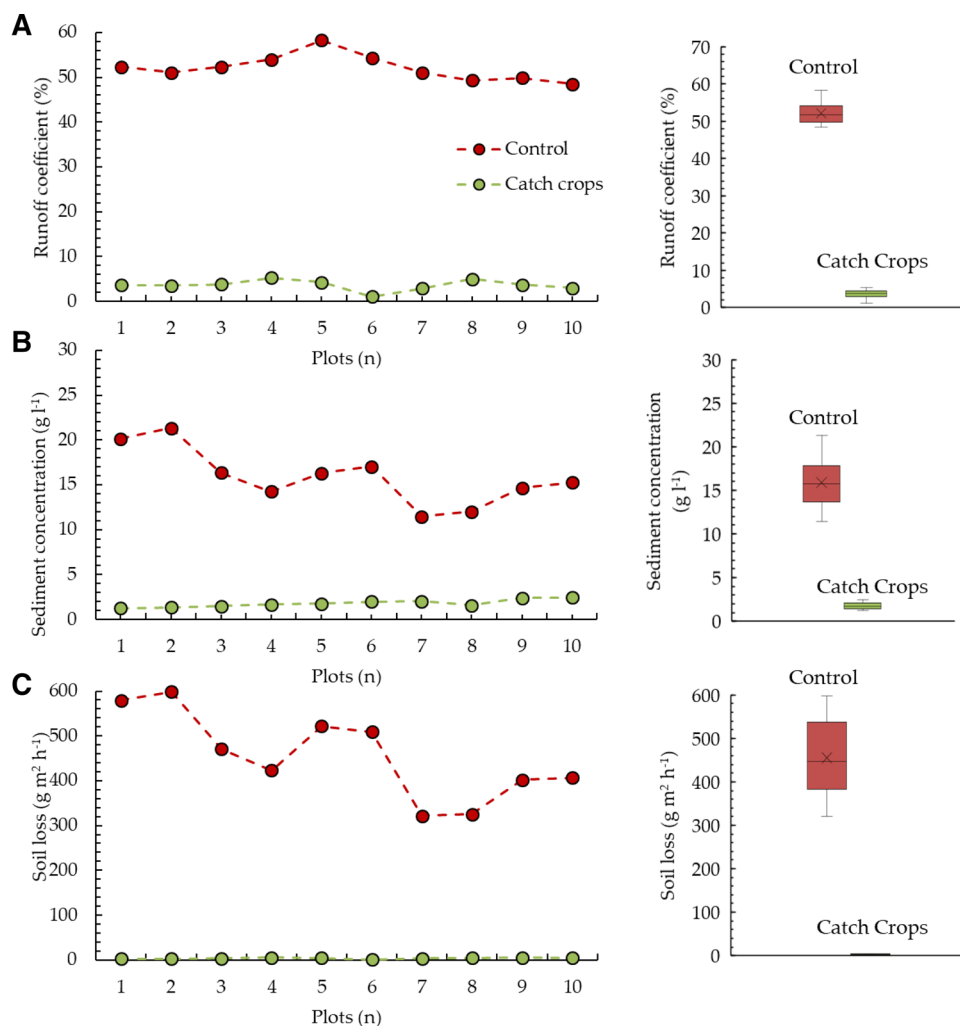 A
Runoff coefficient (%)
60
50
40
30
20
10
0
Control
Catch crops
1 2 3 4 5 6 7 8 9 10
Plots (n)
Runoff coefficient (%)
70
60
50
40
30
20
10
0
Control
Catch Crops
B
Sediment concentration (g l⁻¹)
30
25
20
15
10
5
0
1 2 3 4 5 6 7 8 9 10
Plots (n)
Sediment concentration
(g l⁻¹)
30
25
20
15
10
5
0
Control
Catch Crops
C
Soil loss (g m² h⁻¹)
600
500
400
300
200
100
0
1 2 3 4 5 6 7 8 9 10
Plots (n)
Soil loss (g m² h⁻¹)
600
500
400
300
200
100
0
Control
Catch Crops